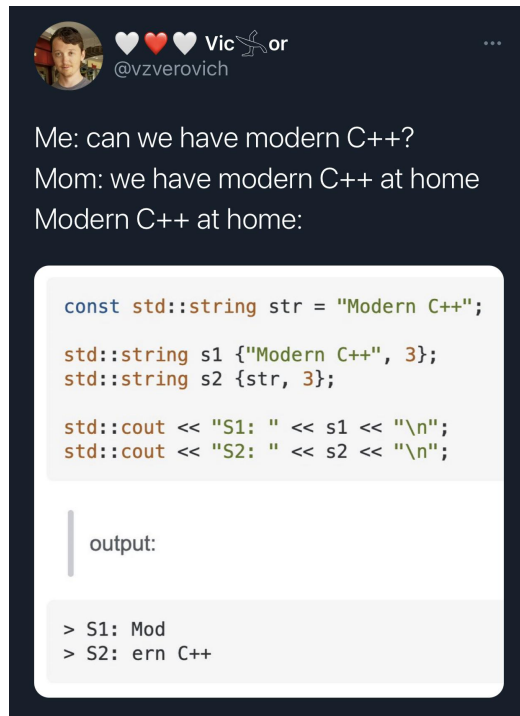 🤍 ❤️ 🤍 Vic𓀡or
@vzverovich
Me: can we have modern C++?
Mom: we have modern C++ at home
Modern C++ at home:
const std::string str = "Modern C++";
std::string s1 {"Modern C++", 3};
std::string s2 {str, 3};
std::cout << "S1: " << s1 << "\n";
std::cout << "S2: " << s2 << "\n";
output:
> S1: Mod
> S2: ern C++